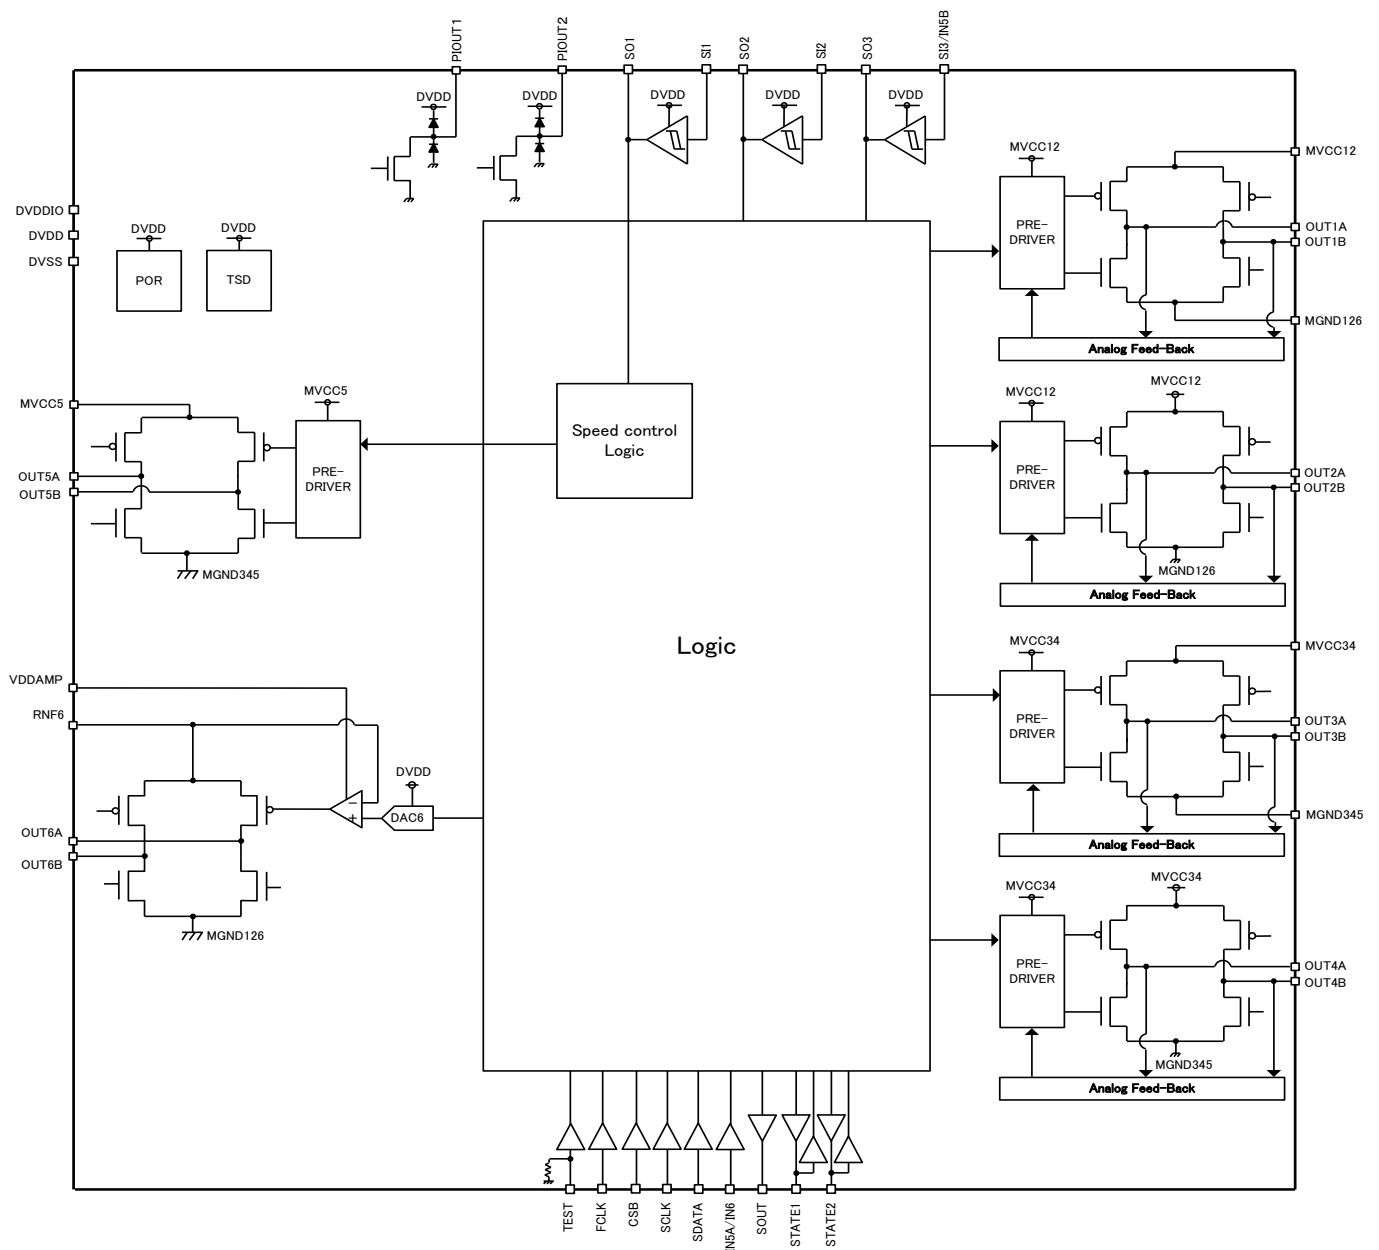 PIOUT1
PIOUT2
SO1
SI1
SO2
SI2
SO3
SI3/IN5B
DVDD
DVDD
DVDD
DVDD
DVDD
MVCC12
PRE-
DRIVER
MVCC12
OUT1A
OUT1B
MGND126
Analog Feed-Back
DVDDIO
DVDD
DVSS
DVDD
POR
DVDD
TSD
MVCC5
OUT5A
OUT5B
MVCC5
PRE-
DRIVER
MGND345
Speed control
Logic
MVCC12
PRE-
DRIVER
MVCC12
OUT2A
OUT2B
MGND126
Analog Feed-Back
Logic
VDDAMP
RNF6
DVDD
DAC6
-
+
OUT6A
OUT6B
MGND126
MVCC34
PRE-
DRIVER
MVCC34
OUT3A
OUT3B
MGND345
Analog Feed-Back
MVCC34
PRE-
DRIVER
MVCC34
OUT4A
OUT4B
MGND345
Analog Feed-Back
TEST
FCLK
CSB
SCLK
SDATA
IN5A/IN6
SOUT
STATE1
STATE2